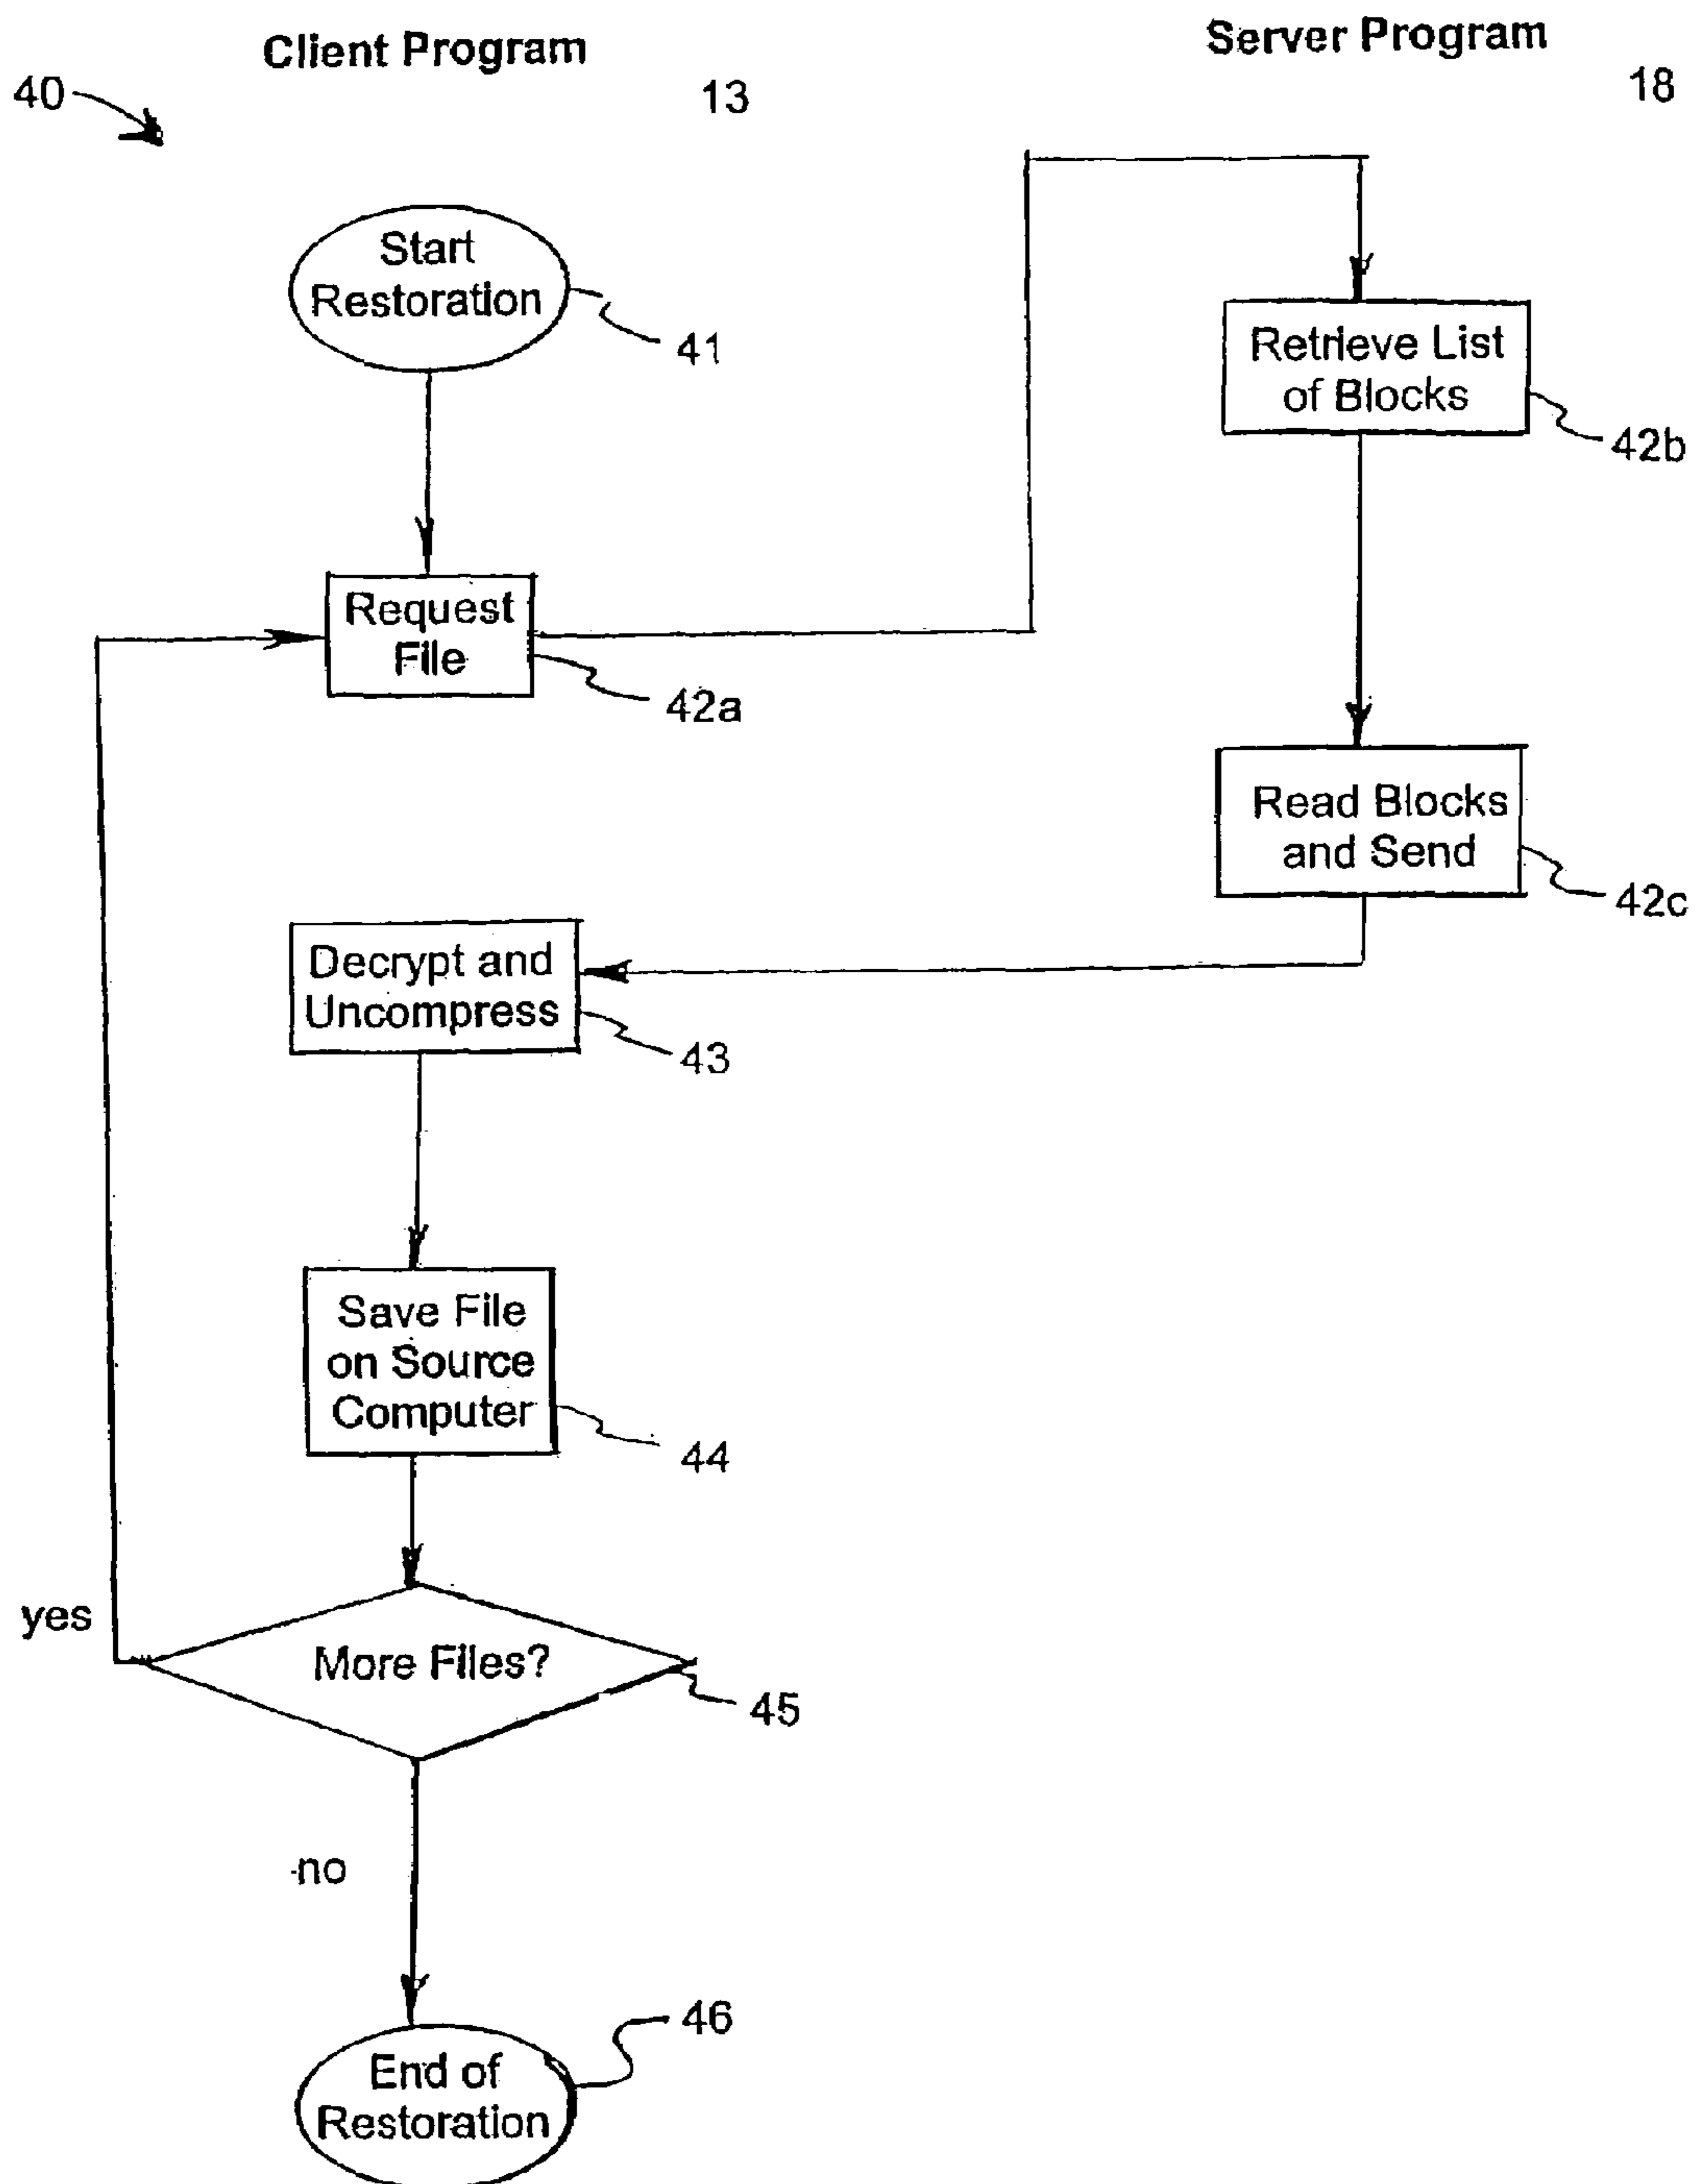 Client Program
Server Program
40
13
18
Start
Restoration
41
Retrieve List
of Blocks
42b
Request
File
42a
Read Blocks
and Send
42c
Decrypt and
Uncompress
43
Save File
on Source
Computer
44
yes
More Files?
45
no
46
End of
Restoration